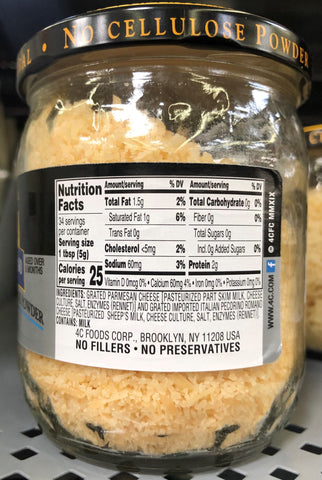 AL • NO CELLULOSE POWDER
Nutrition Facts
34 servings per container
Serving size 1 tbsp (5g)
Calories per serving 25
Amount/serving % DV
Total Fat 1.5g 2%
Saturated Fat 1g 6%
Trans Fat 0g
Cholesterol <5mg 2%
Sodium 60mg 3%
Amount/serving % DV
Total Carbohydrate 0g 0%
Fiber 0g 0%
Total Sugars 0g
Incl. 0g Added Sugars 0%
Protein 2g
Vitamin D 0mcg 0% • Calcium 60mg 4% • Iron 0mg 0% • Potassium 0mg 0%
INGREDIENTS: GRATED PARMESAN CHEESE [PASTEURIZED PART SKIM MILK, CHEESE
CULTURE, SALT, ENZYMES (RENNET)] AND GRATED IMPORTED ITALIAN PECORINO ROMANO
CHEESE [PASTEURIZED SHEEP'S MILK, CHEESE CULTURE, SALT, ENZYMES (RENNET)].
CONTAINS: MILK
4C FOODS CORP., BROOKLYN, NY 11208 USA
NO FILLERS • NO PRESERVATIVES
WWW.4C.COM f © 4CFC MMXIX
AGED OVER
MONTHS
POWDER